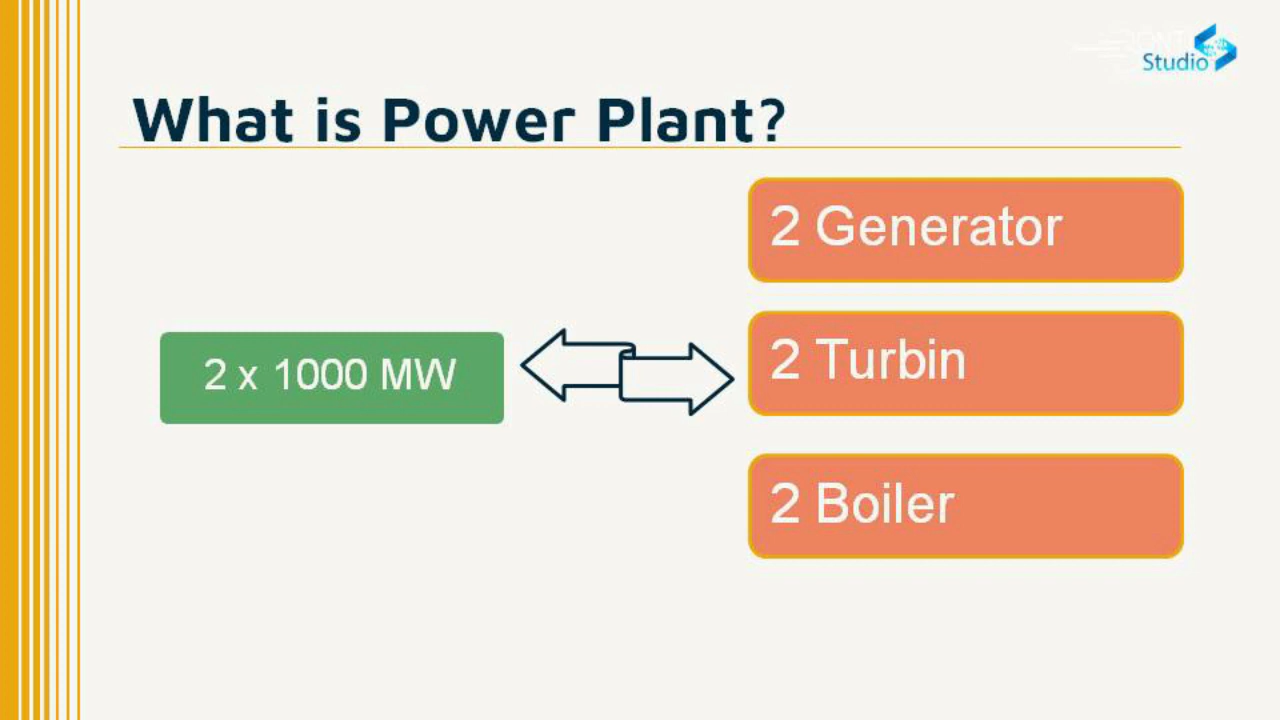 Studio
What is Power Plant?
2 Generator
2 x 1000 MW
2 Turbin
2 Boiler